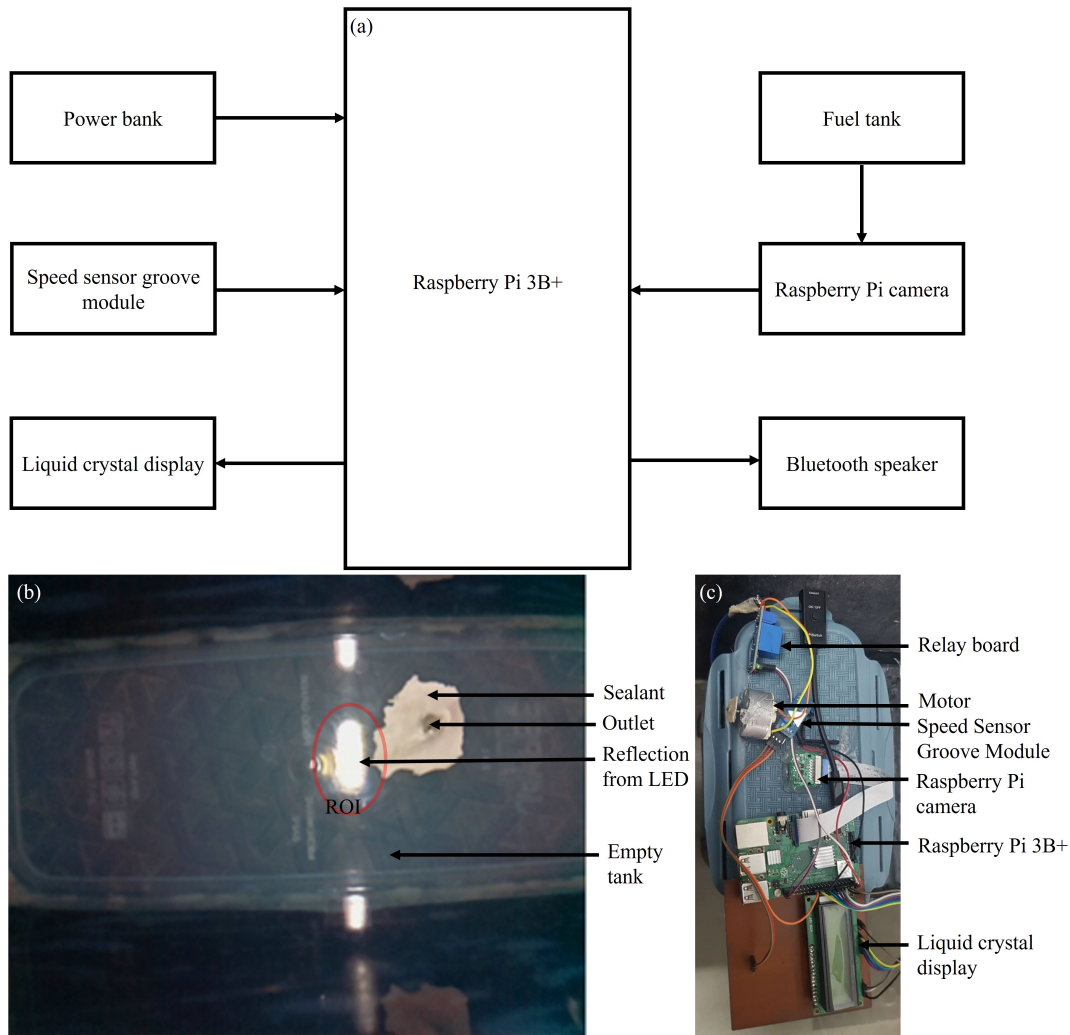 (a)
Power bank
Fuel tank
Speed sensor groove
module
Raspberry Pi 3B+
Raspberry Pi camera
Liquid crystal display
Bluetooth speaker
(b)
Sealant
Outlet
Reflection
from LED
ROI
Empty
tank
(c)
Relay board
Motor
Speed Sensor
Groove Module
Raspberry Pi
camera
Raspberry Pi 3B+
Liquid crystal
display